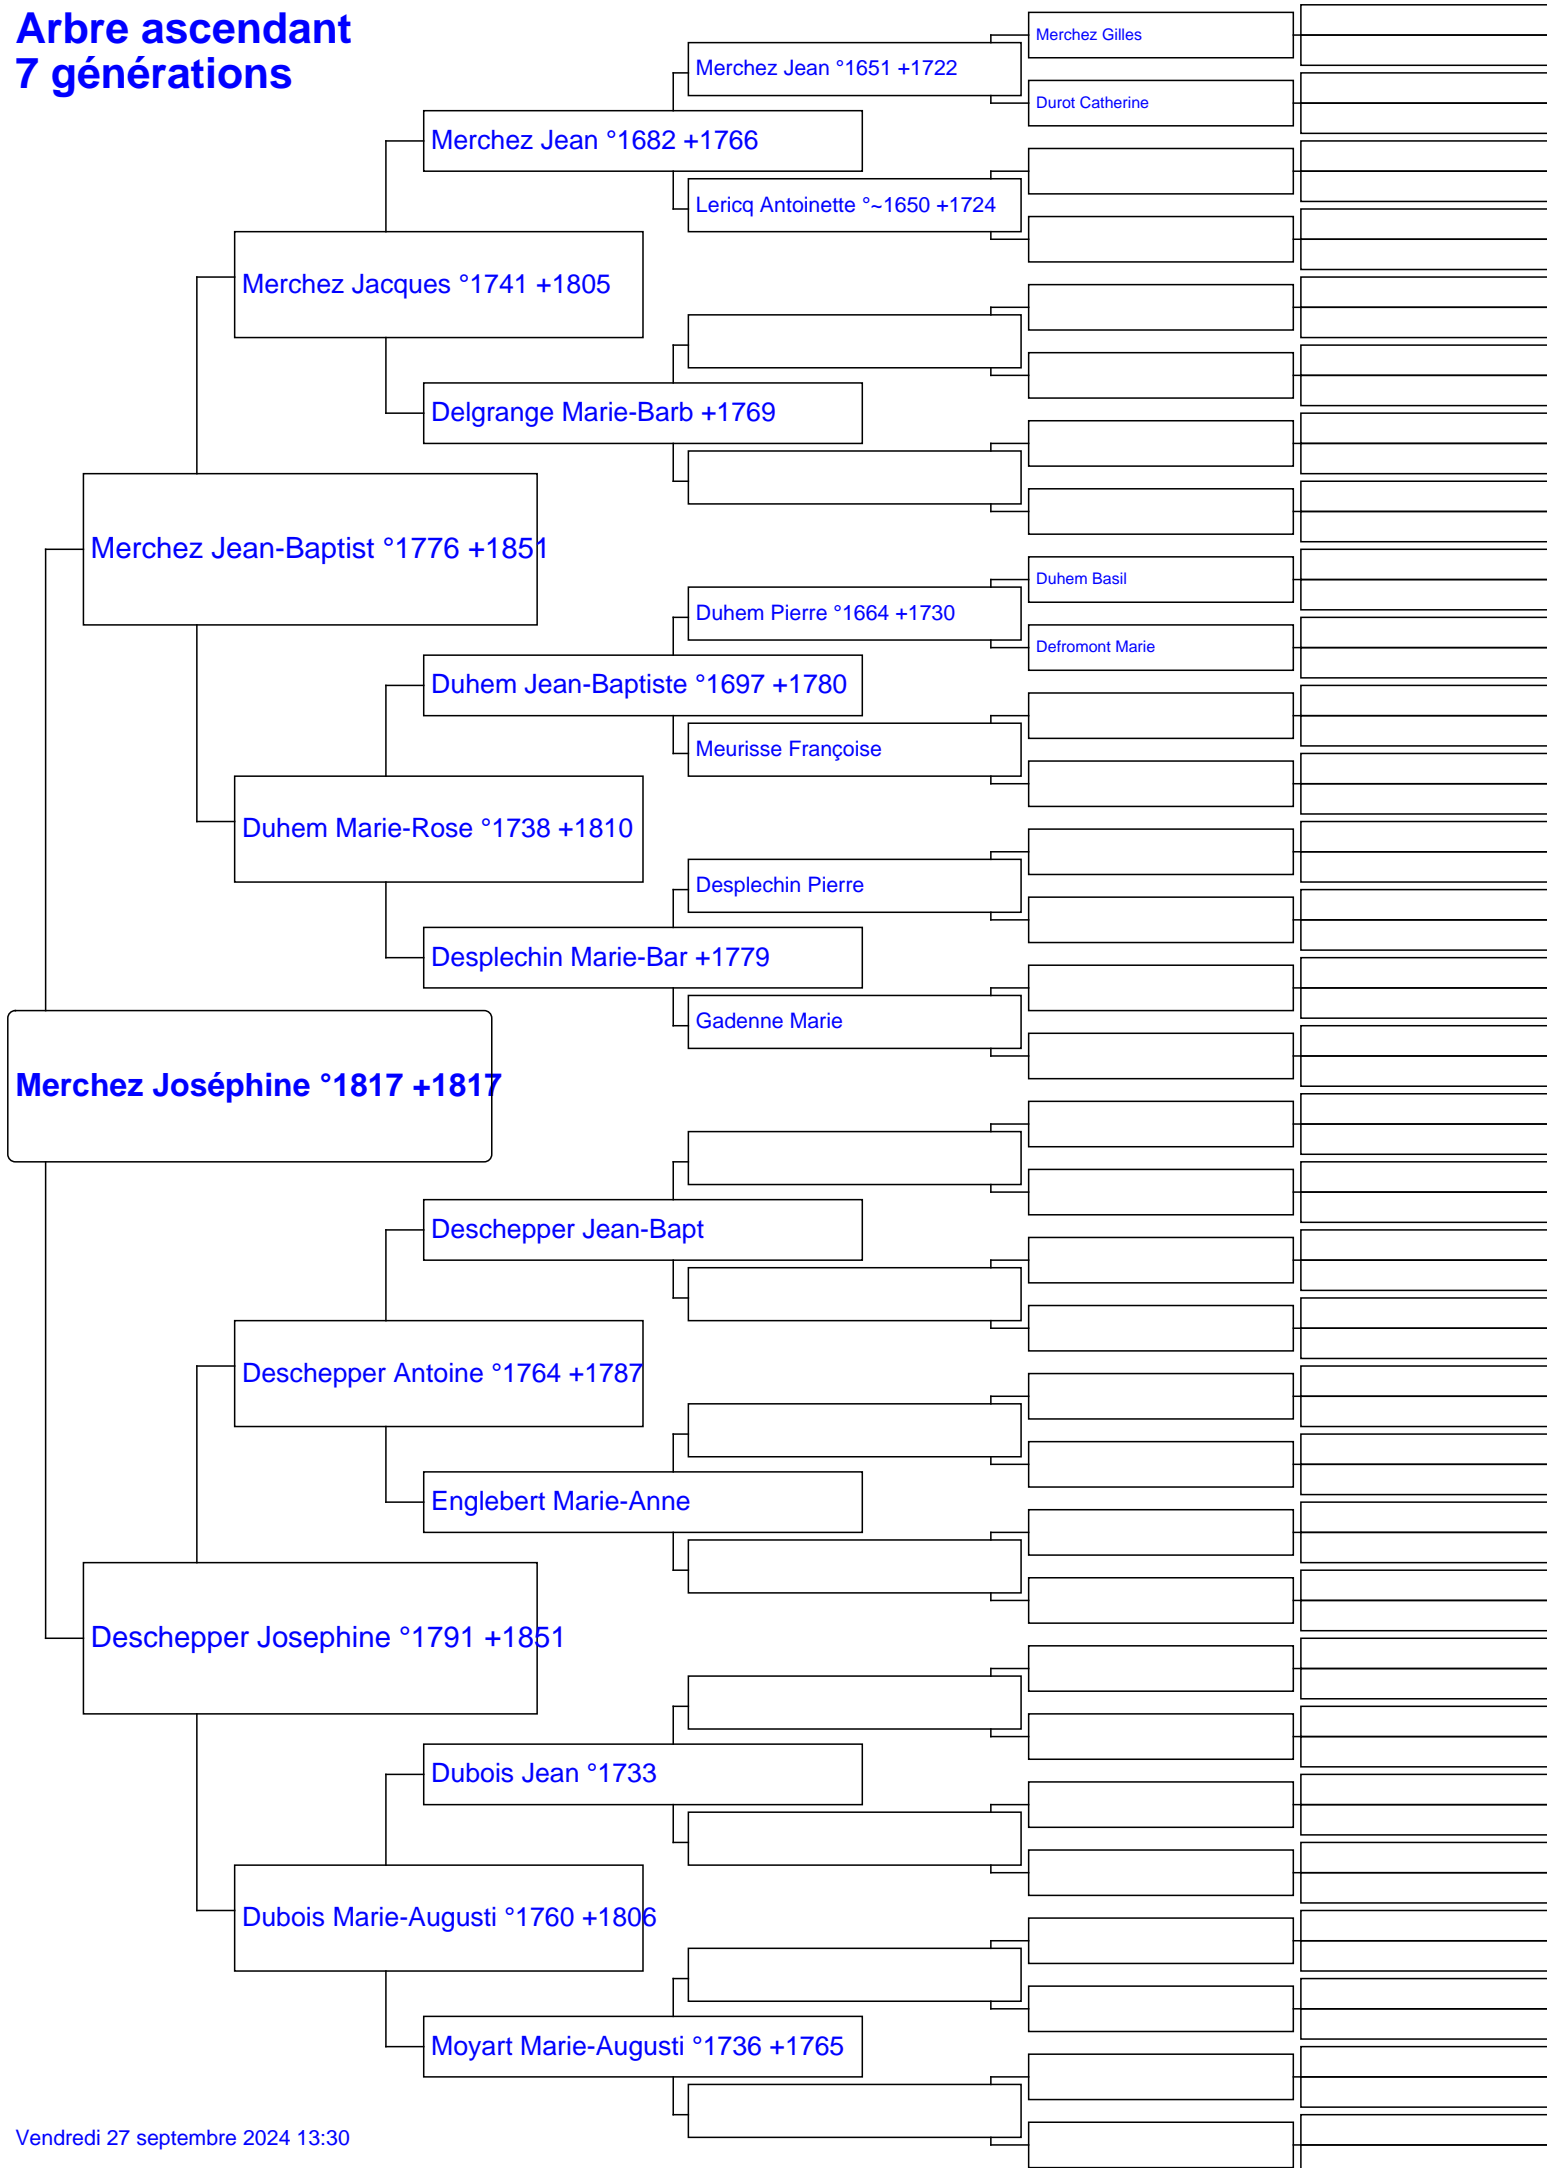 Arbre ascendant
7 générations
Merchez Gilles
Merchez Jean °1651 +1722
Durot Catherine
Merchez Jean °1682 +1766
Lericq Antoinette °~1650 +1724
Merchez Jacques °1741 +1805
Delgrange Marie-Barb +1769
Merchez Jean-Baptist °1776 +1851
Duhem Basil
Duhem Pierre °1664 +1730
Defromont Marie
Duhem Jean-Baptiste °1697 +1780
Meurisse Françoise
Duhem Marie-Rose °1738 +1810
Desplechin Pierre
Desplechin Marie-Bar +1779
Gadenne Marie
Merchez Joséphine °1817 +1817
Deschepper Jean-Bapt
Deschepper Antoine °1764 +1787
Englebert Marie-Anne
Deschepper Josephine °1791 +1851
Dubois Jean °1733
Dubois Marie-Augusti °1760 +1806
Moyart Marie-Augusti °1736 +1765
Vendredi 27 septembre 2024 13:30